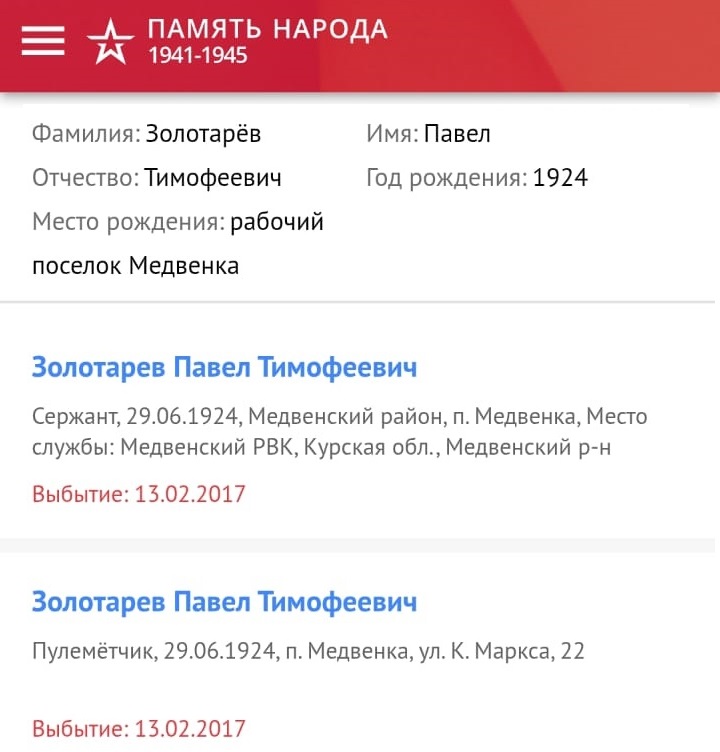 ПАМЯТЬ НАРОДА
1941-1945
Фамилия: Золотарёв
Имя: Павел
Отчество: Тимофеевич
Год рождения: 1924
Место рождения: рабочий
поселок Медвенка
Золотарев Павел Тимофеевич
Сержант, 29.06.1924, Медвенский район, п. Медвенка, Место
службы: Медвенский РВК, Курская обл., Медвенский р-н
Выбытие: 13.02.2017
Золотарев Павел Тимофеевич
Пулемётчик, 29.06.1924, п. Медвенка, ул. К. Маркса, 22
Выбытие: 13.02.2017